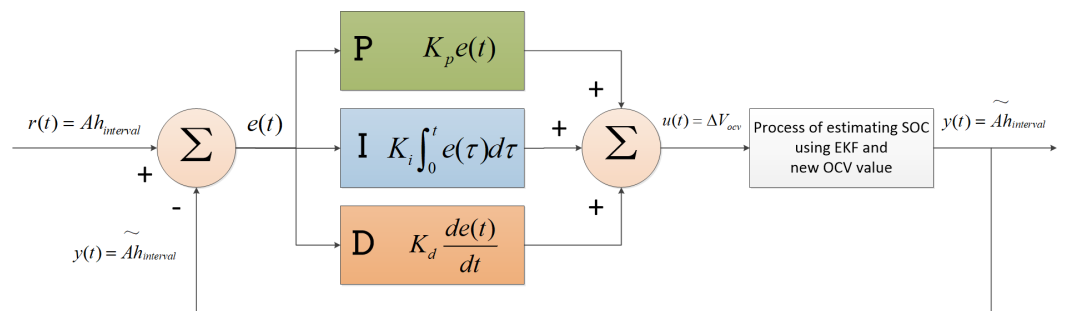 r(t) = Ah_interval
+
Σ
-
y(t) = Ãh_interval
e(t)
P K_p e(t)
I K_i ∫_0^t e(τ)dτ
D K_d de(t)/dt
+
+
+
Σ
u(t) = ΔV_ocv
Process of estimating SOC
using EKF and
new OCV value
y(t) = Ãh_interval